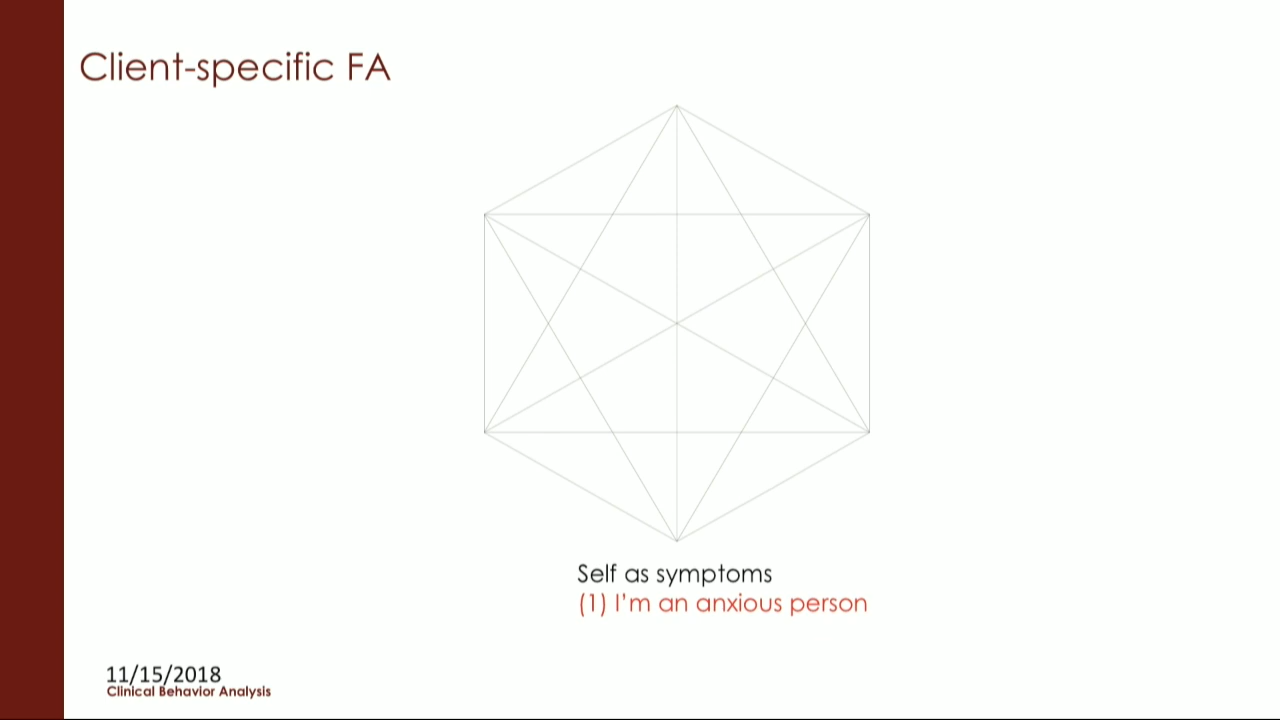 Client-specific FA
Self as symptoms
(1) I'm an anxious person
11/15/2018
Clinical Behavior Analysis